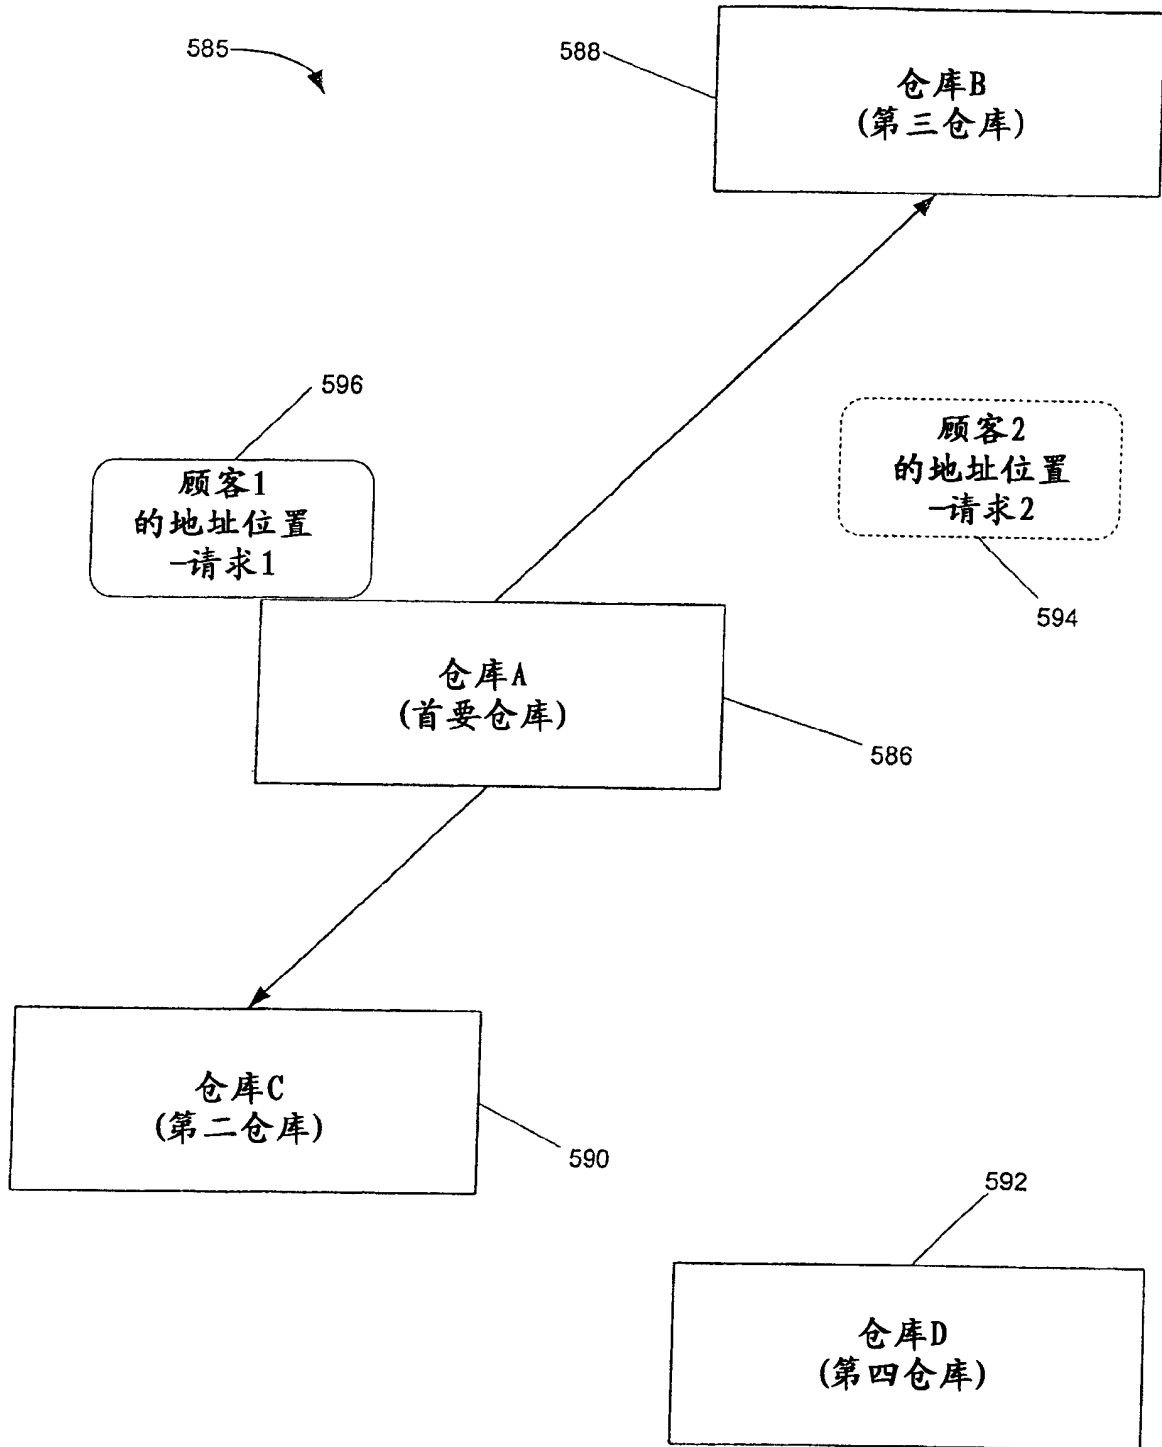 585
588
仓库B
(第三仓库)
596
顾客1
的地址位置
-请求1
顾客2
的地址位置
-请求2
594
仓库A
(首要仓库)
586
仓库C
(第二仓库)
590
592
仓库D
(第四仓库)